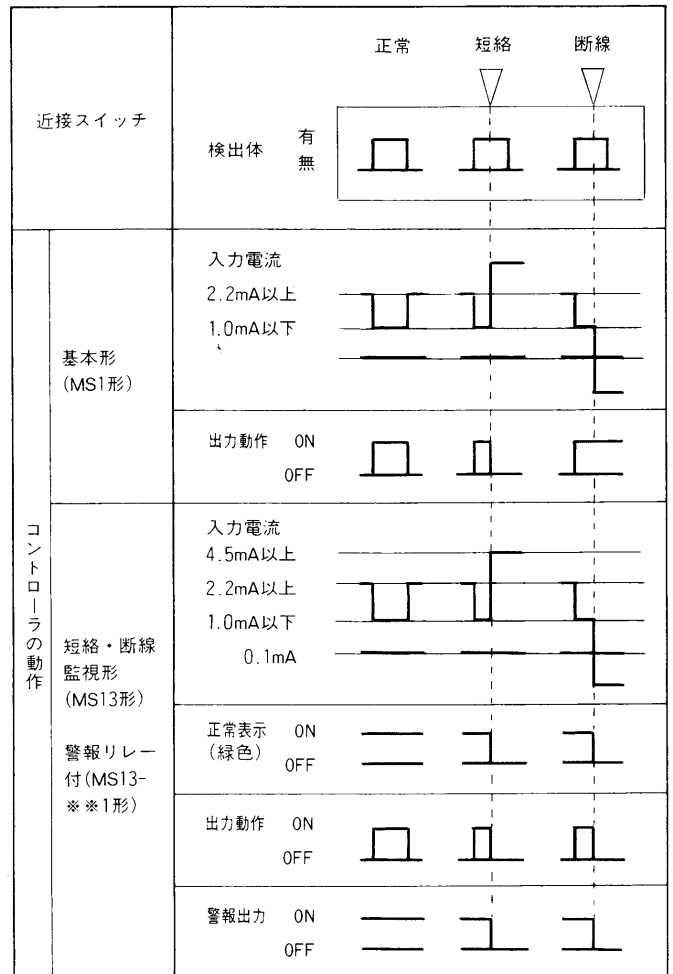 正常 短絡 断線
近接スイッチ
検出体 有
無
コントローラの動作
基本形
(MS1形)
入力電流
2.2mA以上
1.0mA以下
出力動作 ON
OFF
短絡・断線
監視形
(MS13形)
警報リレー
付(MS13-
※※1形)
入力電流
4.5mA以上
2.2mA以上
1.0mA以下
0.1mA
正常表示 ON
(緑色)
OFF
出力動作 ON
OFF
警報出力 ON
OFF